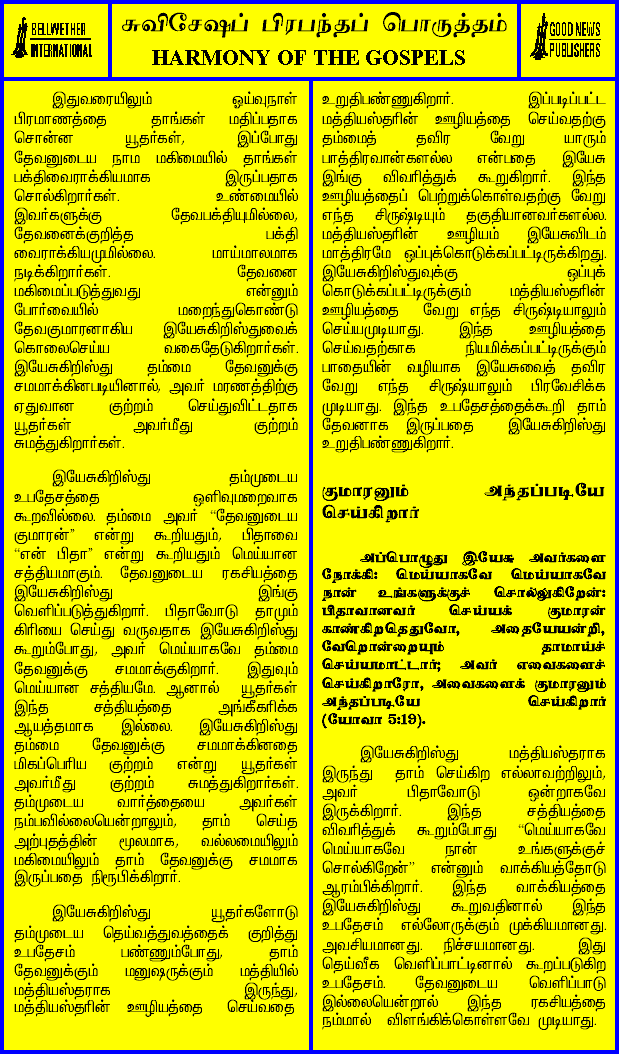 BELLWETHER
INTERNATIONAL
சுவிசேஷப் பிரபந்தப் பொருத்தம்
HARMONY OF THE GOSPELS
GOOD NEWS
PUBLISHERS
இதுவரையிலும் ஓய்வுநாள்
பிரமாணத்தை தாங்கள் மதிப்பதாக
சொன்ன யூதர்கள், இப்போது
தேவனுடைய நாம மகிமையில் தாங்கள்
பக்திவைராக்கியமாக இருப்பதாக
சொல்கிறார்கள். உண்மையில்
இவர்களுக்கு தேவபக்தியுமில்லை,
தேவனைக்குறித்த பக்தி
வைராக்கியமுமில்லை. மாய்மாலமாக
நடிக்கிறார்கள். தேவனை
மகிமைப்படுத்துவது என்னும்
போர்வையில் மறைந்துகொண்டு
தேவகுமாரனாகிய இயேசுகிறிஸ்துவைக்
கொலைசெய்ய வகைதேடுகிறார்கள்.
இயேசுகிறிஸ்து தம்மை தேவனுக்கு
சமமாக்கினபடியினால், அவர் மரணத்திற்கு
ஏதுவான குற்றம் செய்துவிட்டதாக
யூதர்கள் அவர்மீது குற்றம்
சுமத்துகிறார்கள்.
இயேசுகிறிஸ்து தம்முடைய
உபதேசத்தை ஒளிவுமறைவாக
கூறவில்லை. தம்மை அவர் “தேவனுடைய
குமாரன்” என்று கூறியதும், பிதாவை
“என் பிதா” என்று கூறியதும் மெய்யான
சத்தியமாகும். தேவனுடைய ரகசியத்தை
இயேசுகிறிஸ்து இங்கு
வெளிப்படுத்துகிறார். பிதாவோடு தாமும்
கிரியை செய்து வருவதாக இயேசுகிறிஸ்து
கூறும்போது, அவர் மெய்யாகவே தம்மை
தேவனுக்கு சமமாக்குகிறார். இதுவும்
மெய்யான சத்தியமே. ஆனால் யூதர்கள்
இந்த சத்தியத்தை அங்கீகரிக்க
ஆயத்தமாக இல்லை. இயேசுகிறிஸ்து
தம்மை தேவனுக்கு சமமாக்கினதை
மிகப்பெரிய குற்றம் என்று யூதர்கள்
அவர்மீது குற்றம் சுமத்துகிறார்கள்.
தம்முடைய வார்த்தையை அவர்கள்
நம்பவில்லையென்றாலும், தாம் செய்த
அற்புதத்தின் மூலமாக, வல்லமையிலும்
மகிமையிலும் தாம் தேவனுக்கு சமமாக
இருப்பதை நிரூபிக்கிறார்.
இயேசுகிறிஸ்து யூதர்களோடு
தம்முடைய தெய்வத்துவத்தைக் குறித்து
உபதேசம் பண்ணும்போது, தாம்
தேவனுக்கும் மனுஷருக்கும் மத்தியில்
மத்தியஸ்தராக இருந்து,
மத்தியஸ்தரின் ஊழியத்தை செய்வதை
உறுதிபண்ணுகிறார். இப்படிப்பட்ட
மத்தியஸ்தரின் ஊழியத்தை செய்வதற்கு
தம்மைத் தவிர வேறு யாரும்
பாத்திரவான்களல்ல என்பதை இயேசு
இங்கு விவரித்துக் கூறுகிறார். இந்த
ஊழியத்தைப் பெற்றுக்கொள்வதற்கு வேறு
எந்த சிருஷ்டியும் தகுதியானவர்களல்ல.
மத்தியஸ்தரின் ஊழியம் இயேசுவிடம்
மாத்திரமே ஒப்புக்கொடுக்கப்பட்டிருக்கிறது.
இயேசுகிறிஸ்துவுக்கு ஒப்புக்
கொடுக்கப்பட்டிருக்கும் மத்தியஸ்தரின்
ஊழியத்தை வேறு எந்த சிருஷ்டியாலும்
செய்யமுடியாது. இந்த ஊழியத்தை
செய்வதற்காக நியமிக்கப்பட்டிருக்கும்
பாதையின் வழியாக இயேசுவைத் தவிர
வேறு எந்த சிருஷ்யாலும் பிரவேசிக்க
முடியாது. இந்த உபதேசத்தைக்கூறி தாம்
தேவனாக இருப்பதை இயேசுகிறிஸ்து
உறுதிபண்ணுகிறார்.
குமாரனும் அந்தப்படியே
செய்கிறார்
அப்பொழுது இயேசு அவர்களை
நோக்கி: மெய்யாகவே மெய்யாகவே
நான் உங்களுக்குச் சொல்லுகிறேன்:
பிதாவானவர் செய்யக் குமாரன்
காண்கிறதெதுவோ, அதையேயன்றி,
வேறொன்றையும் தாமாய்ச்
செய்யமாட்டார்; அவர் எவைகளைச்
செய்கிறாரோ, அவைகளைக் குமாரனும்
அந்தப்படியே செய்கிறார்
(யோவா 5:19).
இயேசுகிறிஸ்து மத்தியஸ்தராக
இருந்து தாம் செய்கிற எல்லாவற்றிலும்,
அவர் பிதாவோடு ஒன்றாகவே
இருக்கிறார். இந்த சத்தியத்தை
விவரித்துக் கூறும்போது “மெய்யாகவே
மெய்யாகவே நான் உங்களுக்குச்
சொல்கிறேன்” என்னும் வாக்கியத்தோடு
ஆரம்பிக்கிறார். இந்த வாக்கியத்தை
இயேசுகிறிஸ்து கூறுவதினால் இந்த
உபதேசம் எல்லோருக்கும் முக்கியமானது.
அவசியமானது. நிச்சயமானது. இது
தெய்வீக வெளிப்பாட்டினால் கூறப்படுகிற
உபதேசம். தேவனுடைய வெளிப்பாடு
இல்லையென்றால் இந்த ரகசியத்தை
நம்மால் விளங்கிக்கொள்ளவே முடியாது.